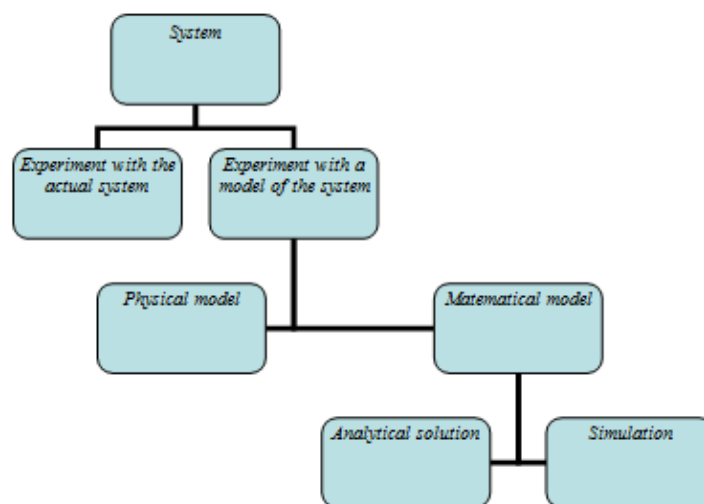 System
Experiment with the
actual system
Experiment with a
model of the system
Physical model
Matematical model
Analytical solution
Simulation